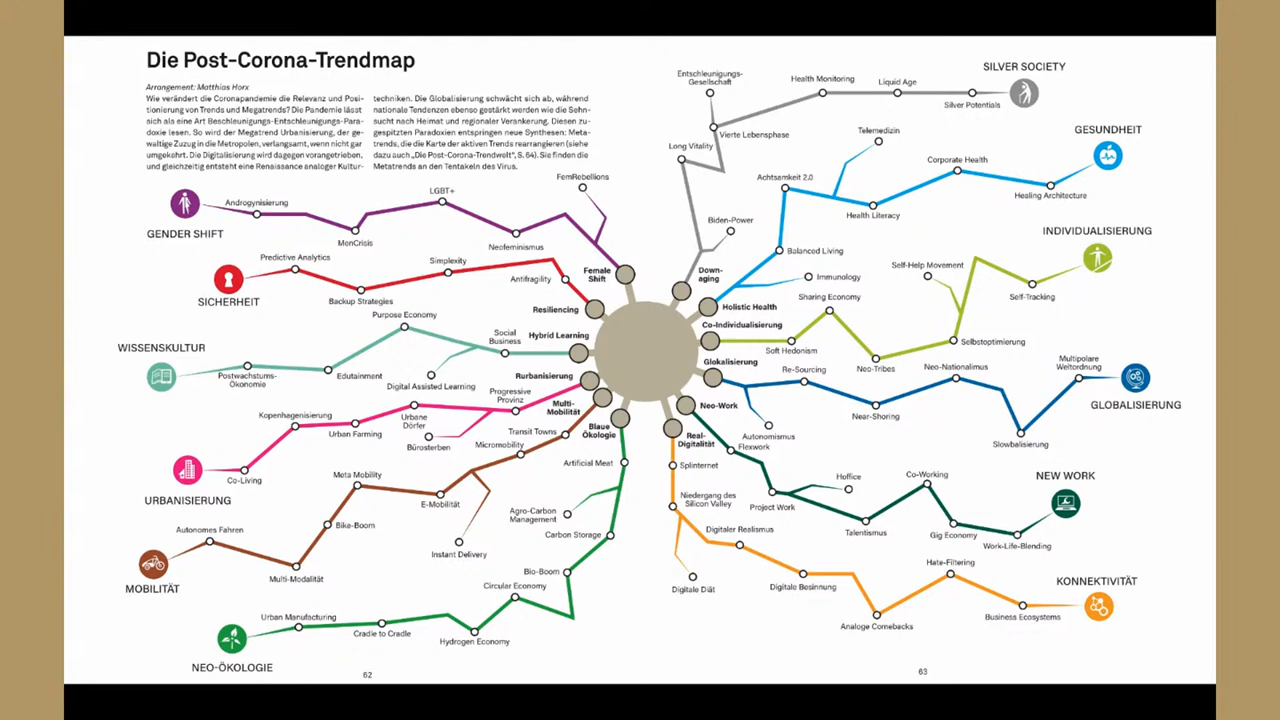 Die Post-Corona-Trendmap
Arrangement: Matthias Horx
Wie verändert die Coronapandemie die Relevanz und Posi-
tionierung von Trends und Megatrends? Die Pandemie lässt
sich als eine Art Beschleunigungs-Entschleunigungs-Para-
doxie lesen. So wird der Megatrend Urbanisierung, der ge-
waltige Zuzug in die Metropolen, verlangsamt, wenn nicht gar
umgekehrt. Die Digitalisierung wird dagegen vorangetrieben,
und gleichzeitig entsteht eine Renaissance analoger Kultur-
techniken. Die Globalisierung schwächt sich ab, während
nationale Tendenzen ebenso gestärkt werden wie die Sehn-
sucht nach Heimat und regionaler Verankerung. Diesen zu-
gespitzten Paradoxien entspringen neue Synthesen: Meta-
trends, die die Karte der aktiven Trends rearrangieren (siehe
dazu auch „Die Post-Corona-Trendwelt“, S. 64). Sie finden die
Metatrends an den Tentakeln des Virus.
GENDER SHIFT
Androgynisierung
MenCrisis
LGBT+
Neofeminismus
FemRebellions
Female
Shift
SICHERHEIT
Predictive Analytics
Backup Strategies
Simplexity
Antifragility
Resiliencing
WISSENSKULTUR
Postwachstums-
Ökonomie
Edutainment
Purpose Economy
Digital Assisted Learning
Social
Business
Hybrid Learning
URBANISIERUNG
Co-Living
Kopenhagenisierung
Urban Farming
Urbane
Dörfer
Bürosterben
Progressive
Provinz
Rurbanisierung
MOBILITÄT
Autonomes Fahren
Multi-Modalität
Bike-Boom
Meta Mobility
E-Mobilität
Instant Delivery
Micromobility
Transit Towns
Multi-
Mobilität
NEO-ÖKOLOGIE
Urban Manufacturing
Cradle to Cradle
Hydrogen Economy
Circular Economy
Bio-Boom
Carbon Storage
Agro-Carbon
Management
Artificial Meat
Blaue
Ökologie
62
SILVER SOCIETY
Silver Potentials
Liquid Age
Health Monitoring
Entschleunigungs-
Gesellschaft
Vierte Lebensphase
Long Vitality
Biden-Power
Down-
aging
GESUNDHEIT
Healing Architecture
Corporate Health
Health Literacy
Telemedizin
Achtsamkeit 2.0
Balanced Living
Immunology
Holistic Health
INDIVIDUALISIERUNG
Self-Tracking
Self-Help Movement
Selbstoptimierung
Neo-Tribes
Sharing Economy
Soft Hedonism
Co-Individualisierung
GLOBALISIERUNG
Multipolare
Weltordnung
Slowbalisierung
Neo-Nationalimus
Near-Shoring
Re-Sourcing
Autonomismus
Glokalisierung
NEW WORK
Work-Life-Blending
Gig Economy
Co-Working
Talentismus
Hoffice
Project Work
Flexwork
Neo-Work
KONNEKTIVITÄT
Business Ecosystems
Hate-Filtering
Analoge Comebacks
Digitale Besinnung
Digitaler Realismus
Digitale Diät
Niedergang des
Silicon Valley
Splinternet
Real-
Digitalität
63